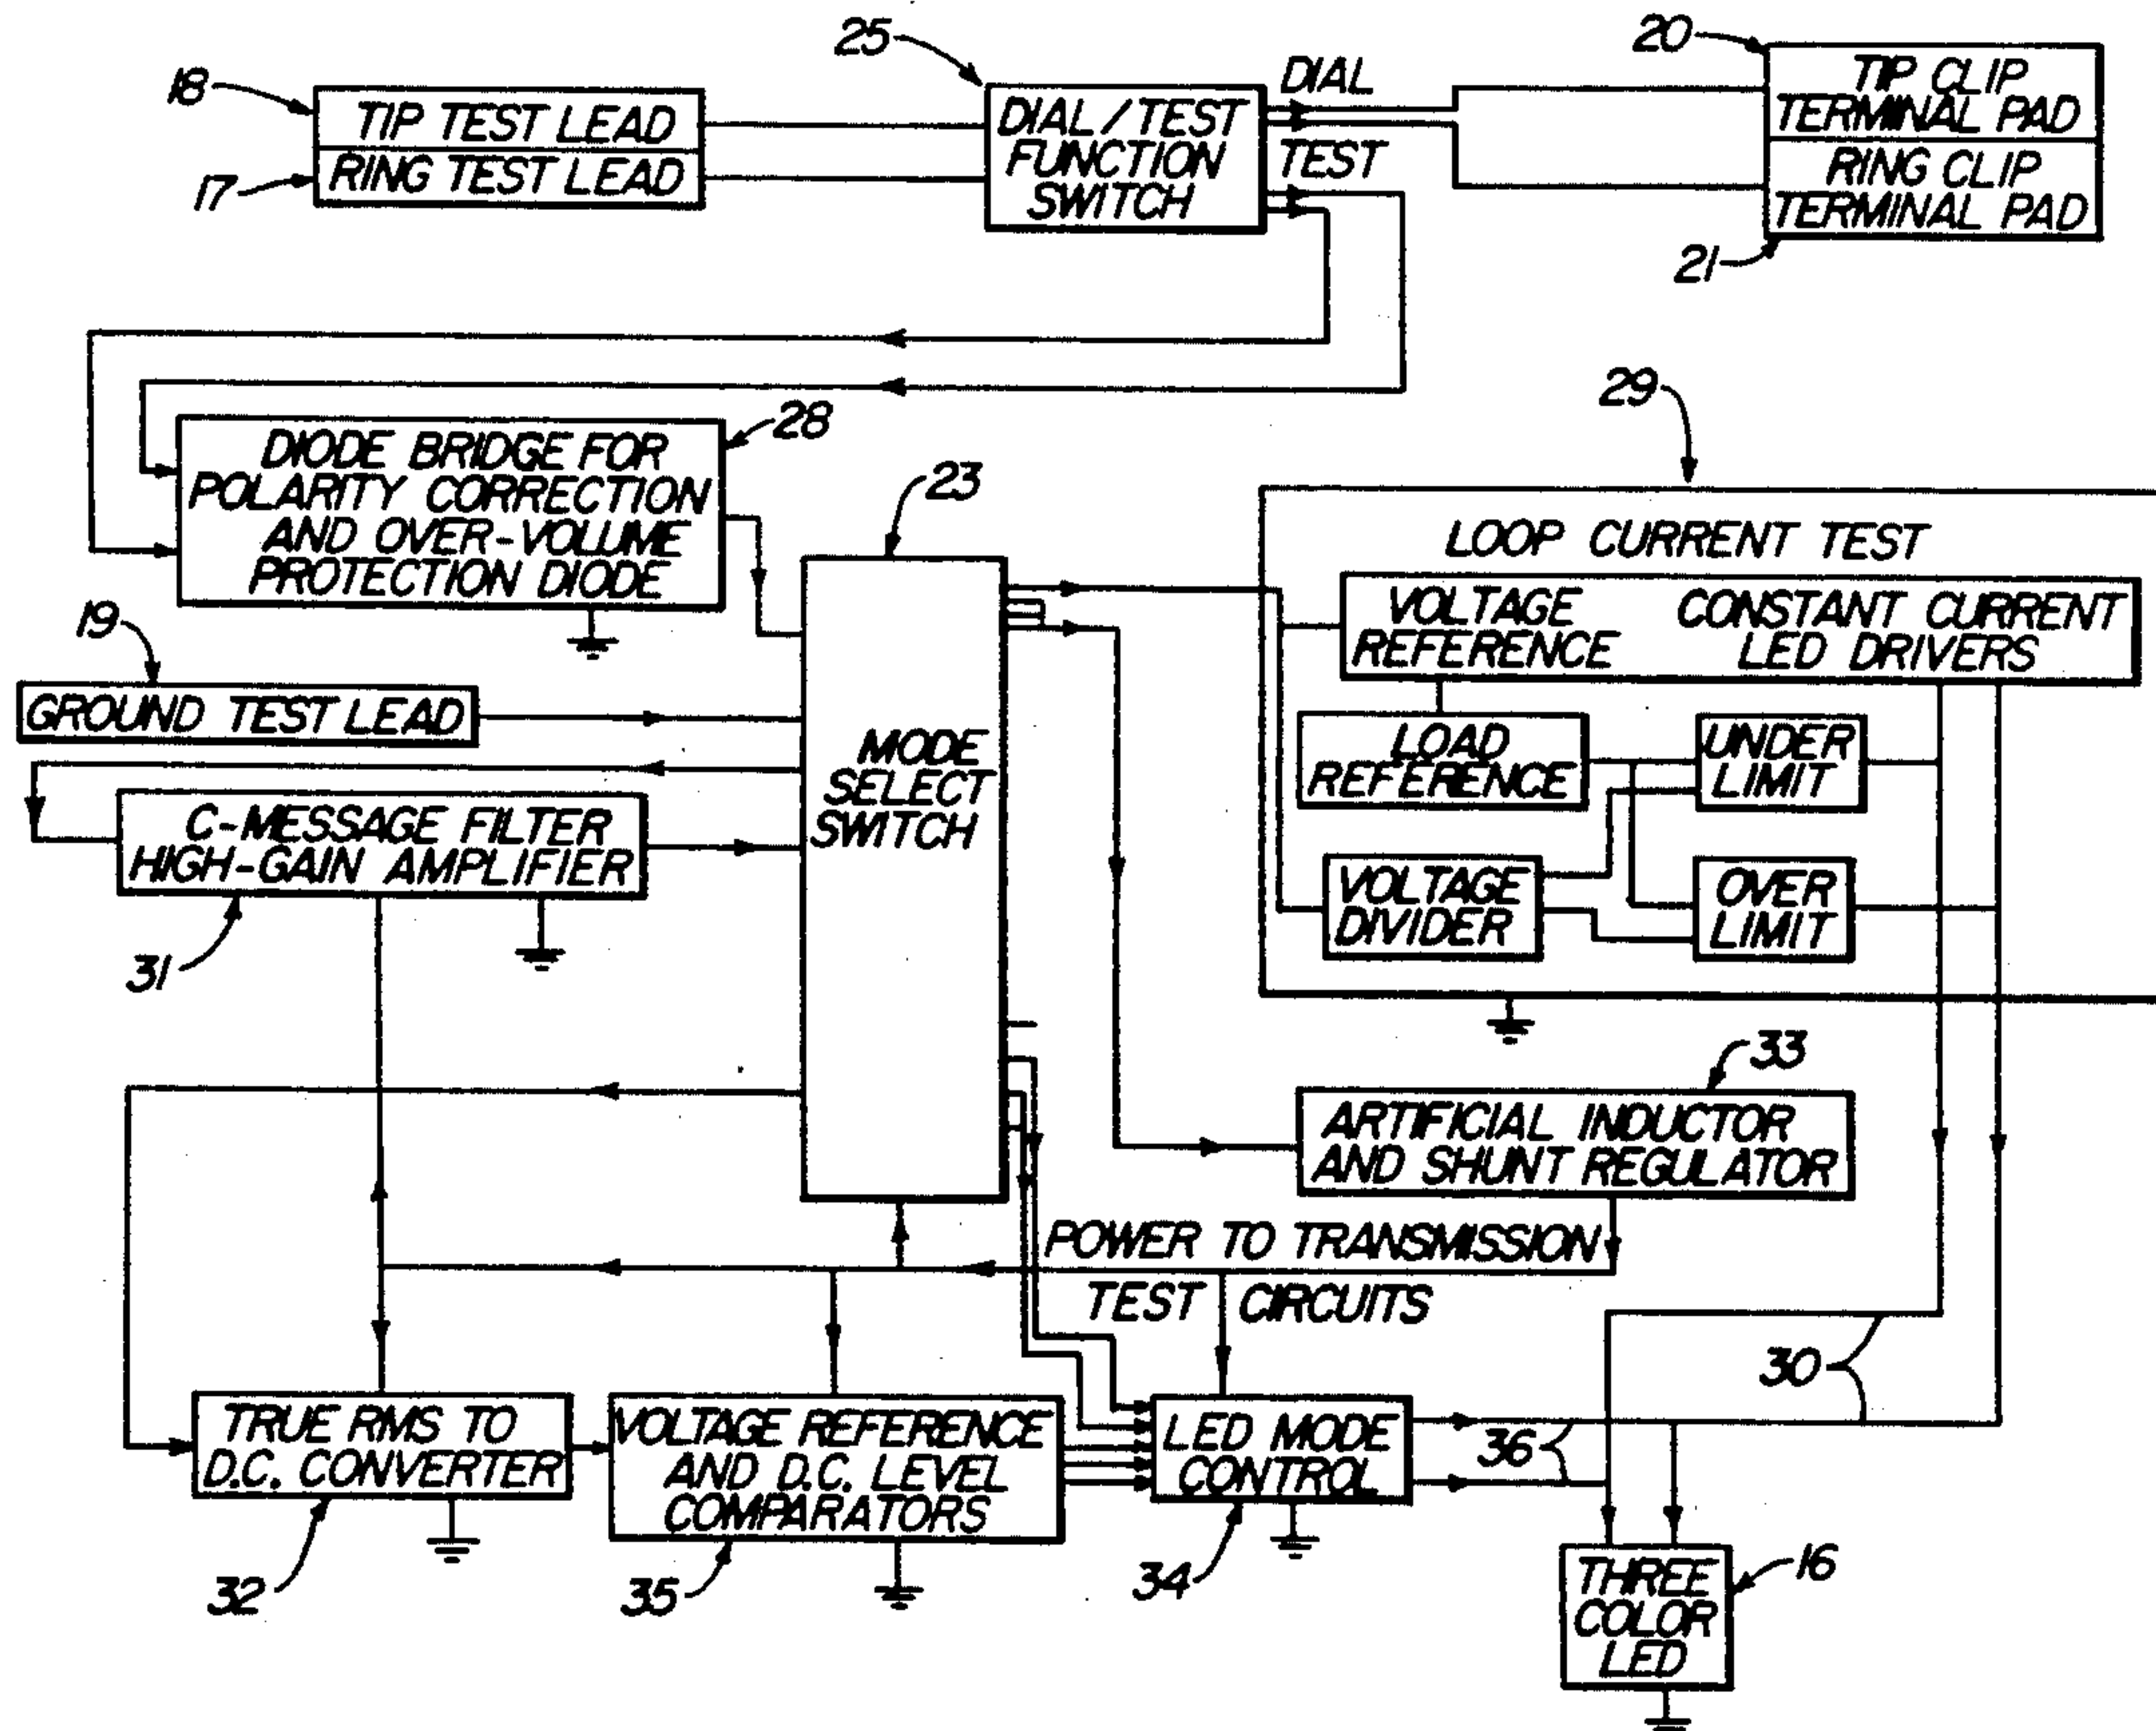 25
20
18
TIP TEST LEAD
RING TEST LEAD
17
DIAL / TEST
FUNCTION
SWITCH
DIAL
TEST
TIP CLIP
TERMINAL PAD
RING CLIP
TERMINAL PAD
21
28
DIODE BRIDGE FOR
POLARITY CORRECTION
AND OVER-VOLUME
PROTECTION DIODE
23
29
LOOP CURRENT TEST
VOLTAGE
REFERENCE
CONSTANT CURRENT
LED DRIVERS
19
GROUND TEST LEAD
MODE
SELECT
SWITCH
LOAD
REFERENCE
UNDER
LIMIT
C-MESSAGE FILTER
HIGH-GAIN AMPLIFIER
31
VOLTAGE
DIVIDER
OVER
LIMIT
33
ARTIFICIAL INDUCTOR
AND SHUNT REGULATOR
POWER TO TRANSMISSION
TEST CIRCUITS
30
TRUE RMS TO
D.C. CONVERTER
32
VOLTAGE REFERENCE
AND D.C. LEVEL
COMPARATORS
35
LED MODE
CONTROL
34
36
THREE
COLOR
LED
16